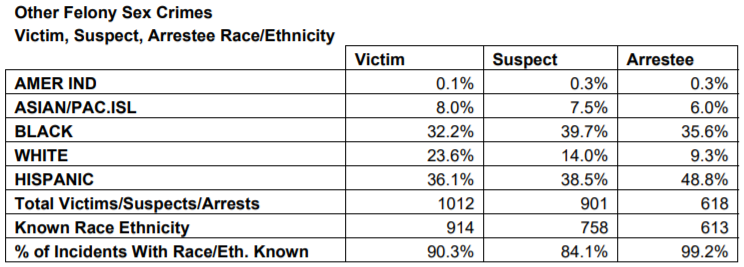 Other Felony Sex Crimes
Victim, Suspect, Arrestee Race/Ethnicity
Victim Suspect Arrestee
AMER IND 0.1% 0.3% 0.3%
ASIAN/PAC.ISL 8.0% 7.5% 6.0%
BLACK 32.2% 39.7% 35.6%
WHITE 23.6% 14.0% 9.3%
HISPANIC 36.1% 38.5% 48.8%
Total Victims/Suspects/Arrests 1012 901 618
Known Race Ethnicity 914 758 613
% of Incidents With Race/Eth. Known 90.3% 84.1% 99.2%